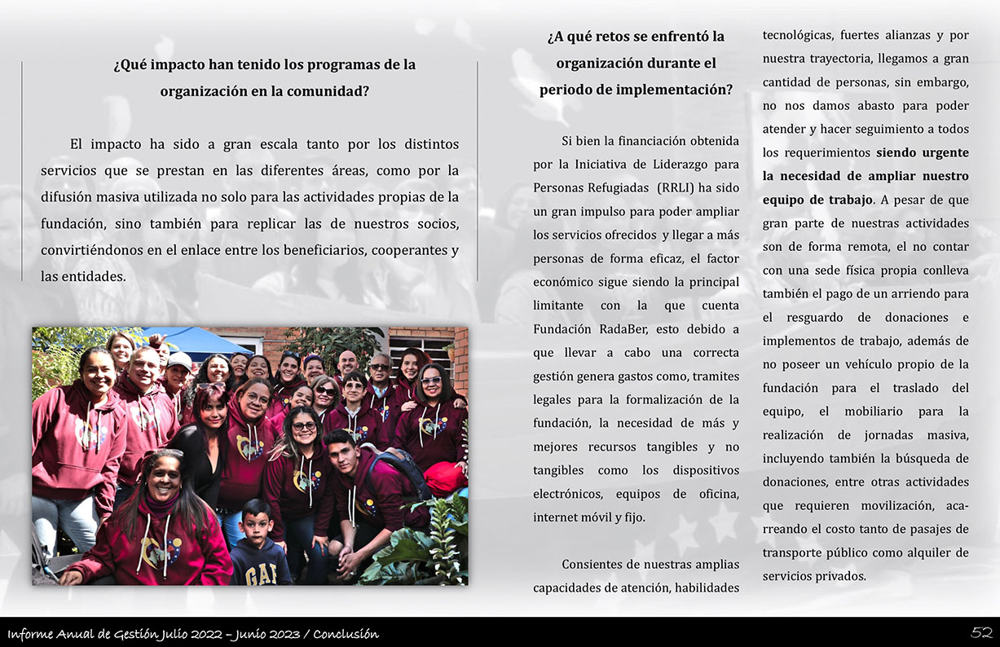 ¿Qué impacto han tenido los programas de la
organización en la comunidad?
El impacto ha sido a gran escala tanto por los distintos
servicios que se prestan en las diferentes áreas, como por la
difusión masiva utilizada no solo para las actividades propias de la
fundación, sino también para replicar las de nuestros socios,
convirtiéndonos en el enlace entre los beneficiarios, cooperantes y
las entidades.
GAP
¿A qué retos se enfrentó la
organización durante el
periodo de implementación?
Si bien la financiación obtenida
por la Iniciativa de Liderazgo para
Personas Refugiadas (RRLI) ha sido
un gran impulso para poder ampliar
los servicios ofrecidos y llegar a más
personas de forma eficaz, el factor
económico sigue siendo la principal
limitante con la que cuenta
Fundación RadaBer, esto debido a
que llevar a cabo una correcta
gestión genera gastos como, tramites
legales para la formalización de la
fundación, la necesidad de más y
mejores recursos tangibles y no
tangibles como los dispositivos
electrónicos, equipos de oficina,
internet móvil y fijo.
Consientes de nuestras amplias
capacidades de atención, habilidades
tecnológicas, fuertes alianzas y por
nuestra trayectoria, llegamos a gran
cantidad de personas, sin embargo,
no nos damos abasto para poder
atender y hacer seguimiento a todos
los requerimientos siendo urgente
la necesidad de ampliar nuestro
equipo de trabajo. A pesar de que
gran parte de nuestras actividades
son de forma remota, el no contar
con una sede física propia conlleva
también el pago de un arriendo para
el resguardo de donaciones e
implementos de trabajo, además de
no poseer un vehículo propio de la
fundación para el traslado del
equipo, el mobiliario para la
realización de jornadas masiva,
incluyendo también la búsqueda de
donaciones, entre otras actividades
que requieren movilización, aca-
rreando el costo tanto de pasajes de
transporte público como alquiler de
servicios privados.
Informe Anual de Gestión Julio 2022 – Junio 2023 / Conclusión
52